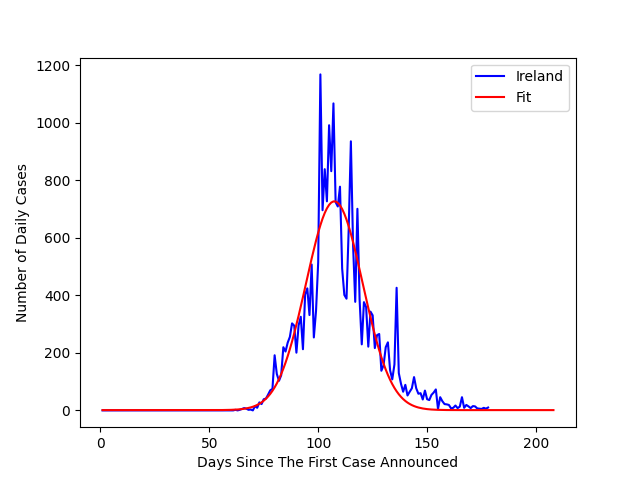 Ireland
Fit
1200
1000
800
600
400
200
0
Number of Daily Cases
0 50 100 150 200
Days Since The First Case Announced